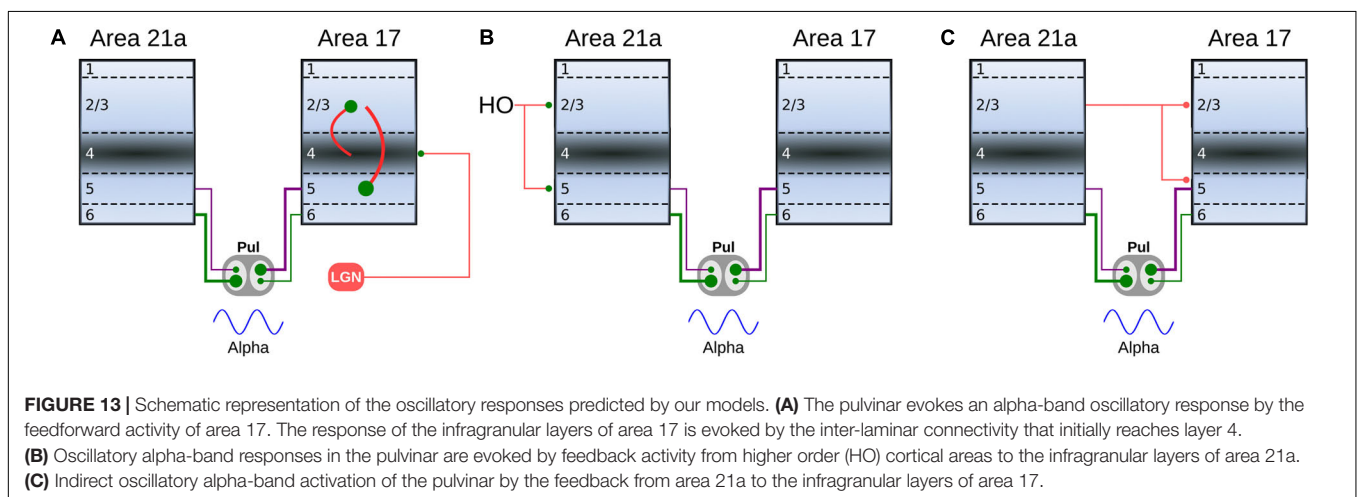 A Area 21a Area 17 B Area 21a Area 17 C Area 21a Area 17
1 1 1 1 1 1
2/3 2/3 HO 2/3 2/3 2/3 2/3
4 4 4 4 4 4
5 5 5 5 5 5
6 6 6 6 6 6
Pul Pul Pul
LGN
Alpha Alpha Alpha
FIGURE 13 | Schematic representation of the oscillatory responses predicted by our models. (A) The pulvinar evokes an alpha-band oscillatory response by the
feedforward activity of area 17. The response of the infragranular layers of area 17 is evoked by the inter-laminar connectivity that initially reaches layer 4.
(B) Oscillatory alpha-band responses in the pulvinar are evoked by feedback activity from higher order (HO) cortical areas to the infragranular layers of area 21a.
(C) Indirect oscillatory alpha-band activation of the pulvinar by the feedback from area 21a to the infragranular layers of area 17.